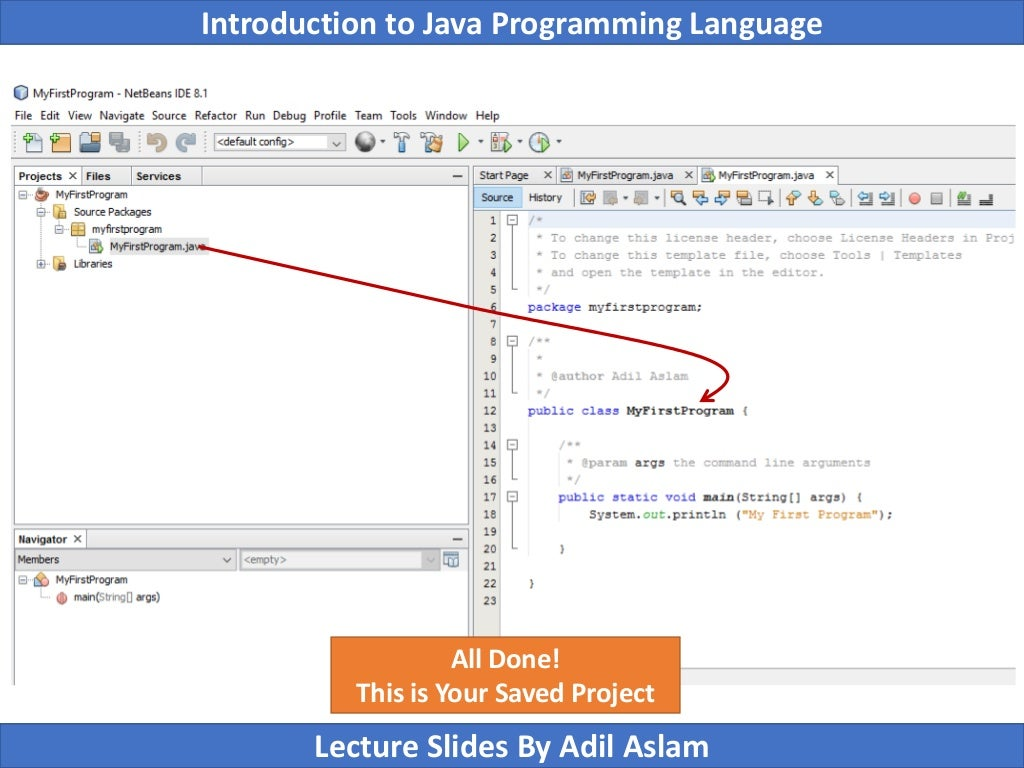 Introduction to Java Programming Language
MyFirstProgram - NetBeans IDE 8.1
File Edit View Navigate Source Refactor Run Debug Profile Team Tools Window Help
<default config>
Projects Files Services
MyFirstProgram
Source Packages
myfirstprogram
MyFirstProgram.java
Libraries
Navigator
Members <empty>
MyFirstProgram
main(String[] args)
Start Page MyFirstProgram.java MyFirstProgram.java
Source History
1 /*
2 * To change this license header, choose License Headers in Proj
3 * To change this template file, choose Tools | Templates
4 * and open the template in the editor.
5 */
6 package myfirstprogram;
7
8 /**
9 *
10 * @author Adil Aslam
11 */
12 public class MyFirstProgram {
13
14 /**
15 * @param args the command line arguments
16 */
17 public static void main(String[] args) {
18 System.out.println ("My First Program");
19
20 }
21
22 }
23
All Done!
This is Your Saved Project
Lecture Slides By Adil Aslam